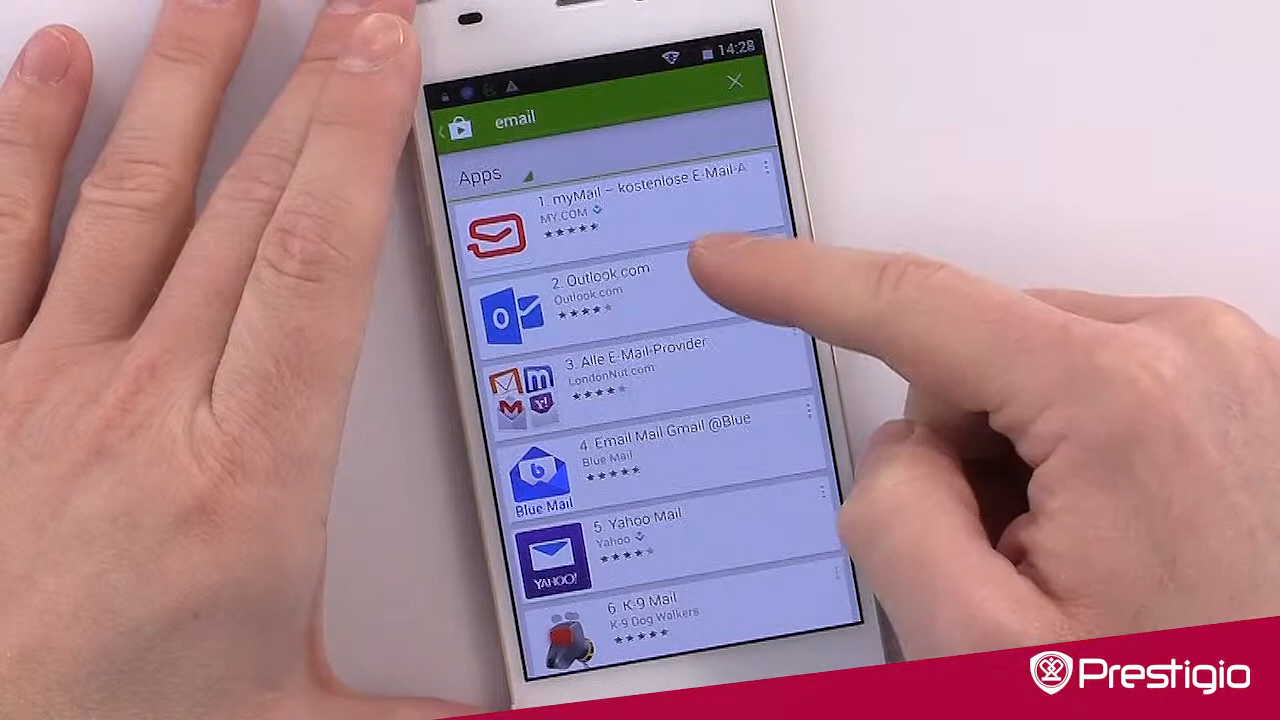 14:28
email
Apps
1. myMail – kostenlose E-Mail-A
MY.COM
2. Outlook.com
Outlook.com
3. Alle E-Mail-Provider
LondonNut.com
4. Email Mail Gmail @Blue
Blue Mail
Blue Mail
5. Yahoo Mail
Yahoo
YAHOO!
6. K-9 Mail
K-9 Dog Walkers
Prestigio